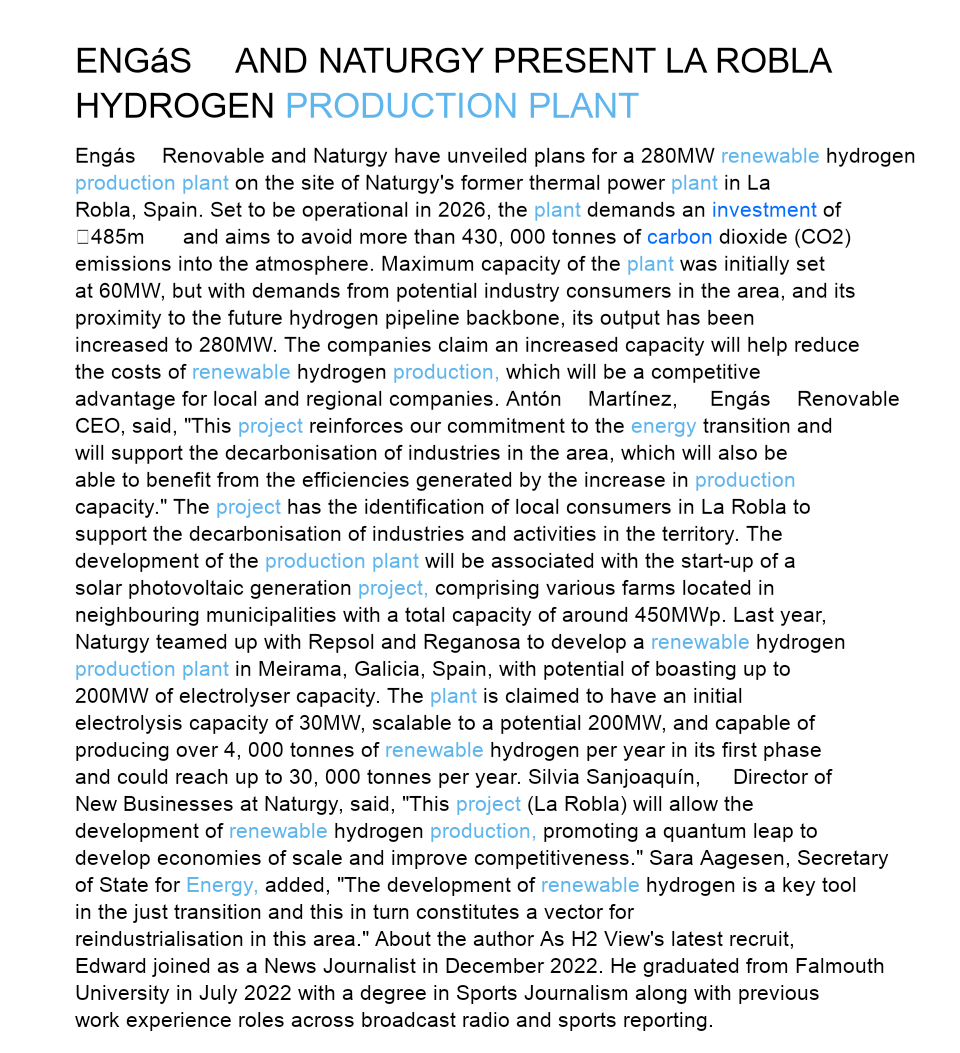 ENGáS AND NATURGY PRESENT LA ROBLA
HYDROGEN PRODUCTION PLANT
Engás Renovable and Naturgy have unveiled plans for a 280MW renewable hydrogen
production plant on the site of Naturgy's former thermal power plant in La
Robla, Spain. Set to be operational in 2026, the plant demands an investment of
□485m and aims to avoid more than 430, 000 tonnes of carbon dioxide (CO2)
emissions into the atmosphere. Maximum capacity of the plant was initially set
at 60MW, but with demands from potential industry consumers in the area, and its
proximity to the future hydrogen pipeline backbone, its output has been
increased to 280MW. The companies claim an increased capacity will help reduce
the costs of renewable hydrogen production, which will be a competitive
advantage for local and regional companies. Antón Martínez, Engás Renovable
CEO, said, "This project reinforces our commitment to the energy transition and
will support the decarbonisation of industries in the area, which will also be
able to benefit from the efficiencies generated by the increase in production
capacity." The project has the identification of local consumers in La Robla to
support the decarbonisation of industries and activities in the territory. The
development of the production plant will be associated with the start-up of a
solar photovoltaic generation project, comprising various farms located in
neighbouring municipalities with a total capacity of around 450MWp. Last year,
Naturgy teamed up with Repsol and Reganosa to develop a renewable hydrogen
production plant in Meirama, Galicia, Spain, with potential of boasting up to
200MW of electrolyser capacity. The plant is claimed to have an initial
electrolysis capacity of 30MW, scalable to a potential 200MW, and capable of
producing over 4, 000 tonnes of renewable hydrogen per year in its first phase
and could reach up to 30, 000 tonnes per year. Silvia Sanjoaquín, Director of
New Businesses at Naturgy, said, "This project (La Robla) will allow the
development of renewable hydrogen production, promoting a quantum leap to
develop economies of scale and improve competitiveness." Sara Aagesen, Secretary
of State for Energy, added, "The development of renewable hydrogen is a key tool
in the just transition and this in turn constitutes a vector for
reindustrialisation in this area." About the author As H2 View's latest recruit,
Edward joined as a News Journalist in December 2022. He graduated from Falmouth
University in July 2022 with a degree in Sports Journalism along with previous
work experience roles across broadcast radio and sports reporting.